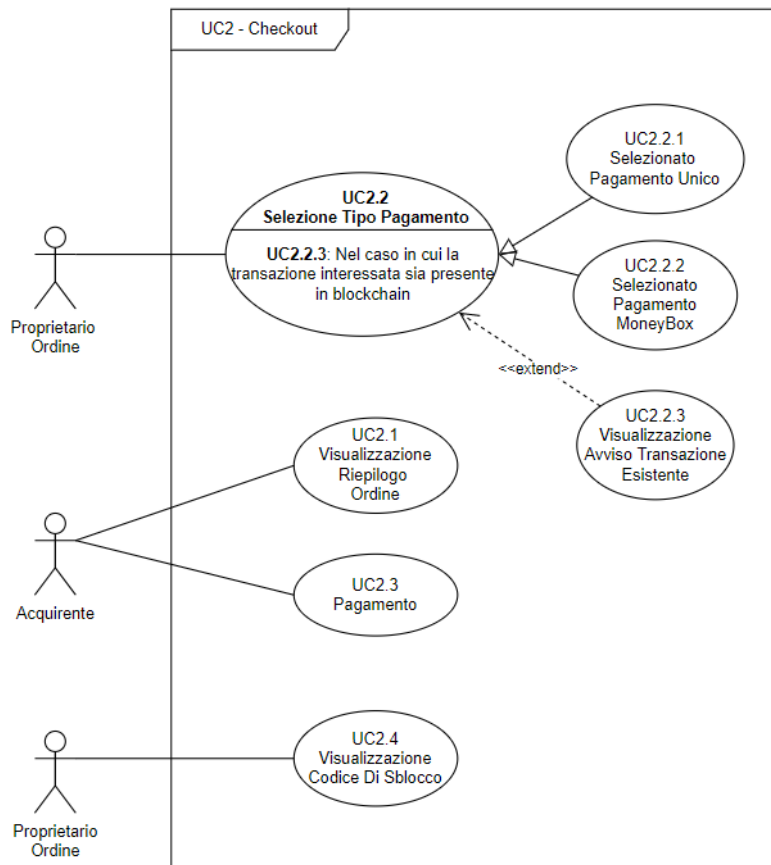 UC2 - Checkout
UC2.2.1
Selezionato
Pagamento Unico
UC2.2
Selezione Tipo Pagamento
UC2.2.3: Nel caso in cui la
transazione interessata sia presente
in blockchain
UC2.2.2
Selezionato
Pagamento
MoneyBox
Proprietario
Ordine
<<extend>>
UC2.2.3
Visualizzazione
Avviso Transazione
Esistente
UC2.1
Visualizzazione
Riepilogo
Ordine
Acquirente
UC2.3
Pagamento
UC2.4
Visualizzazione
Codice Di Sblocco
Proprietario
Ordine